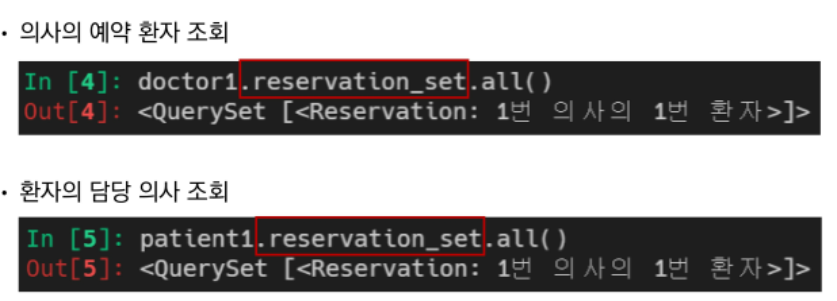 • 의사의 예약 환자 조회
In [4]: doctor1.reservation_set.all()
Out[4]: <QuerySet [<Reservation: 1번 의사의 1번 환자>]>
• 환자의 담당 의사 조회
In [5]: patient1.reservation_set.all()
Out[5]: <QuerySet [<Reservation: 1번 의사의 1번 환자>]>